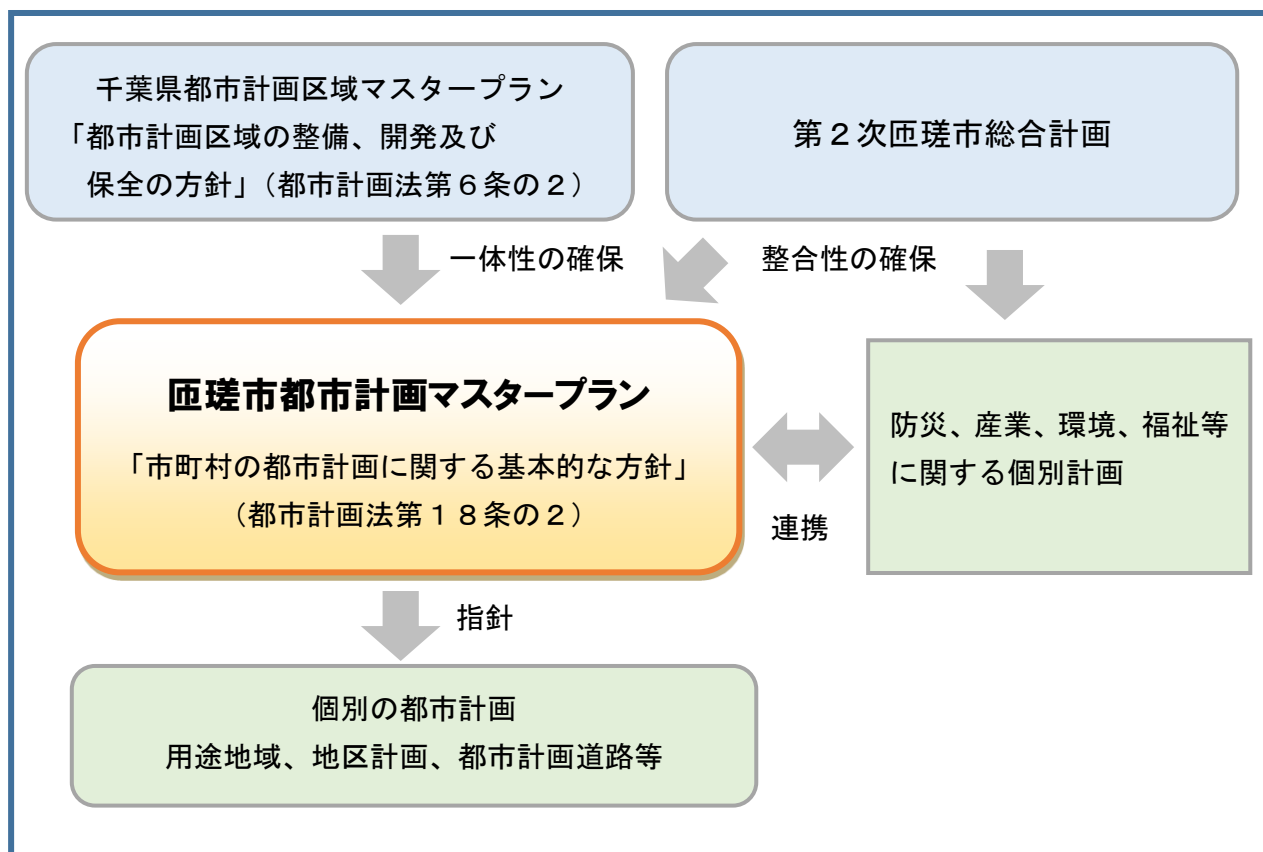 千葉県都市計画区域マスタープラン
「都市計画区域の整備、開発及び
保全の方針」（都市計画法第６条の２）
第２次匝瑳市総合計画
一体性の確保
整合性の確保
匝瑳市都市計画マスタープラン
「市町村の都市計画に関する基本的な方針」
（都市計画法第１８条の２）
防災、産業、環境、福祉等
に関する個別計画
連携
指針
個別の都市計画
用途地域、地区計画、都市計画道路等